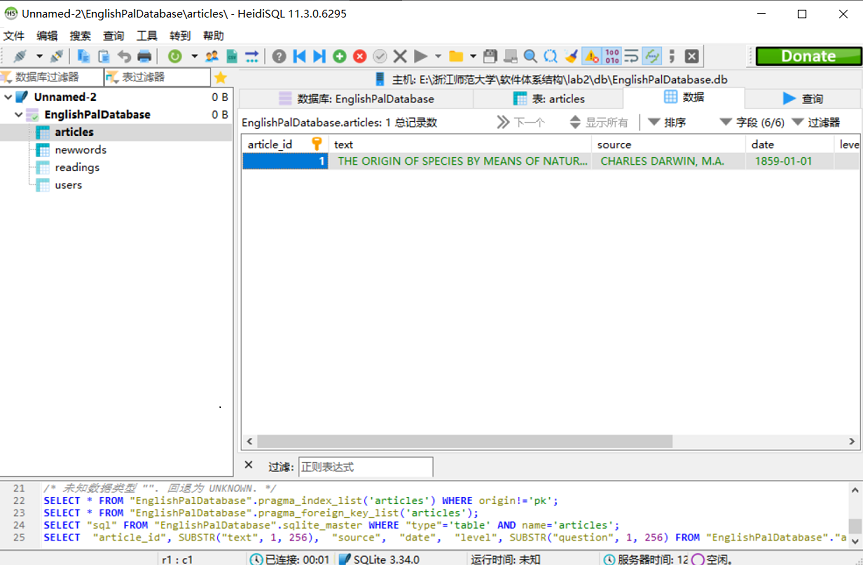 Unnamed-2\EnglishPalDatabase\articles\ - HeidiSQL 11.3.0.6295
文件 编辑 搜索 查询 工具 转到 帮助
Donate
数据库过滤器 表过滤器
主机: E:\浙江师范大学\软件体系结构\lab2\db\EnglishPalDatabase.db
Unnamed-2 0 B
数据库: EnglishPalDatabase 表: articles 数据 查询
EnglishPalDatabase 0 B
EnglishPalDatabase.articles: 1 总记录数 下一个 显示所有 排序 字段 (6/6) 过滤器
articles
newwords
readings
users
article_id text source date leve
1 THE ORIGIN OF SPECIES BY MEANS OF NATUR... CHARLES DARWIN, M.A. 1859-01-01
过滤: 正则表达式
21 /* 未知数据类型 "". 回退为 UNKNOWN. */
22 SELECT * FROM "EnglishPalDatabase".pragma_index_list('articles') WHERE origin!='pk';
23 SELECT * FROM "EnglishPalDatabase".pragma_foreign_key_list('articles');
24 SELECT "sql" FROM "EnglishPalDatabase".sqlite_master WHERE "type"='table' AND name='articles';
25 SELECT "article_id", SUBSTR("text", 1, 256), "source", "date", "level", SUBSTR("question", 1, 256) FROM "EnglishPalDatabase"."a
r1 : c1 已连接: 00:01 SQLite 3.34.0 运行时间: 未知 服务器时间: 12 空闲。